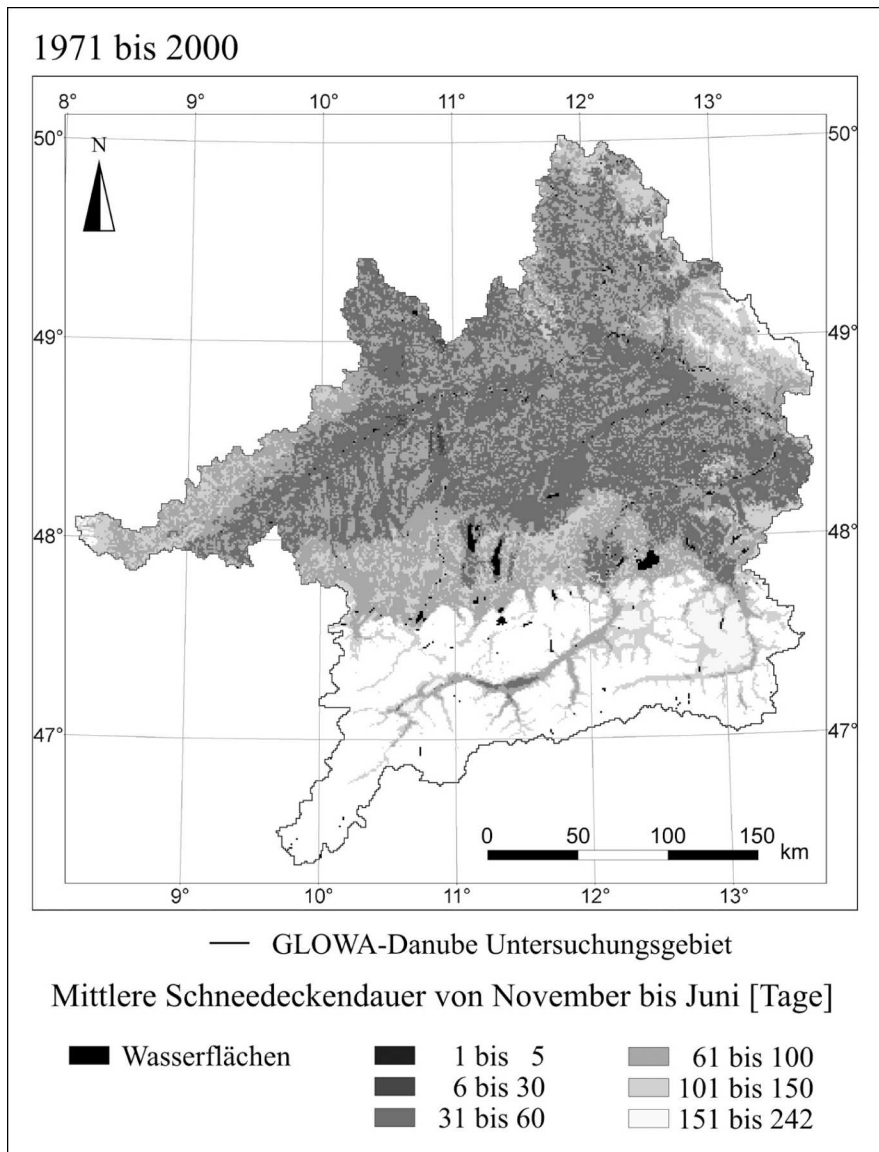 1971 bis 2000
8° 9° 10° 11° 12° 13°
50° 50°
N
49° 49°
48° 48°
47° 47°
0 50 100 150
km
9° 10° 11° 12° 13°
GLOWA-Danube Untersuchungsgebiet
Mittlere Schneedeckendauer von November bis Juni [Tage]
Wasserflächen 1 bis 5 61 bis 100
6 bis 30 101 bis 150
31 bis 60 151 bis 242